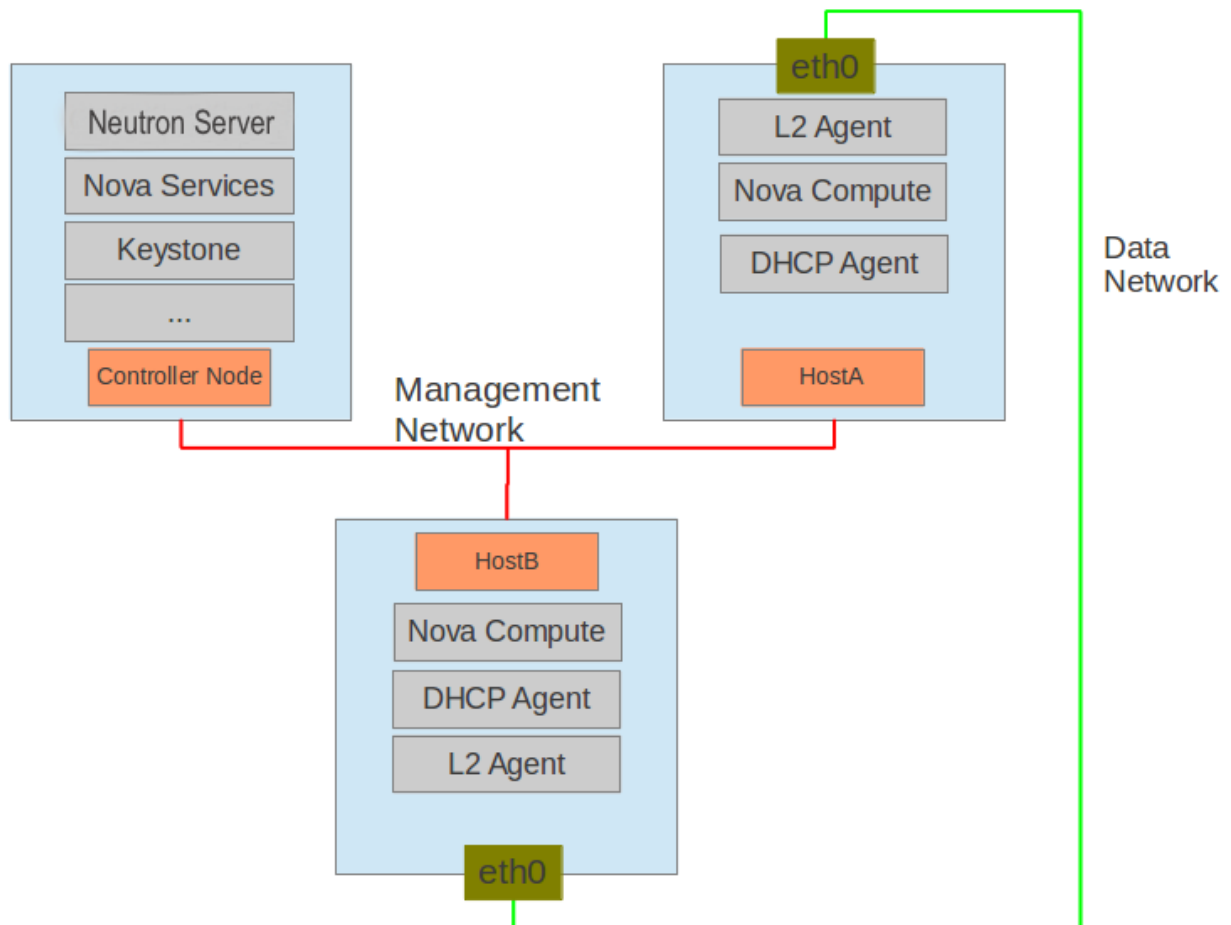 Neutron Server
Nova Services
Keystone
...
Controller Node
eth0
L2 Agent
Nova Compute
DHCP Agent
HostA
Data
Network
Management
Network
HostB
Nova Compute
DHCP Agent
L2 Agent
eth0